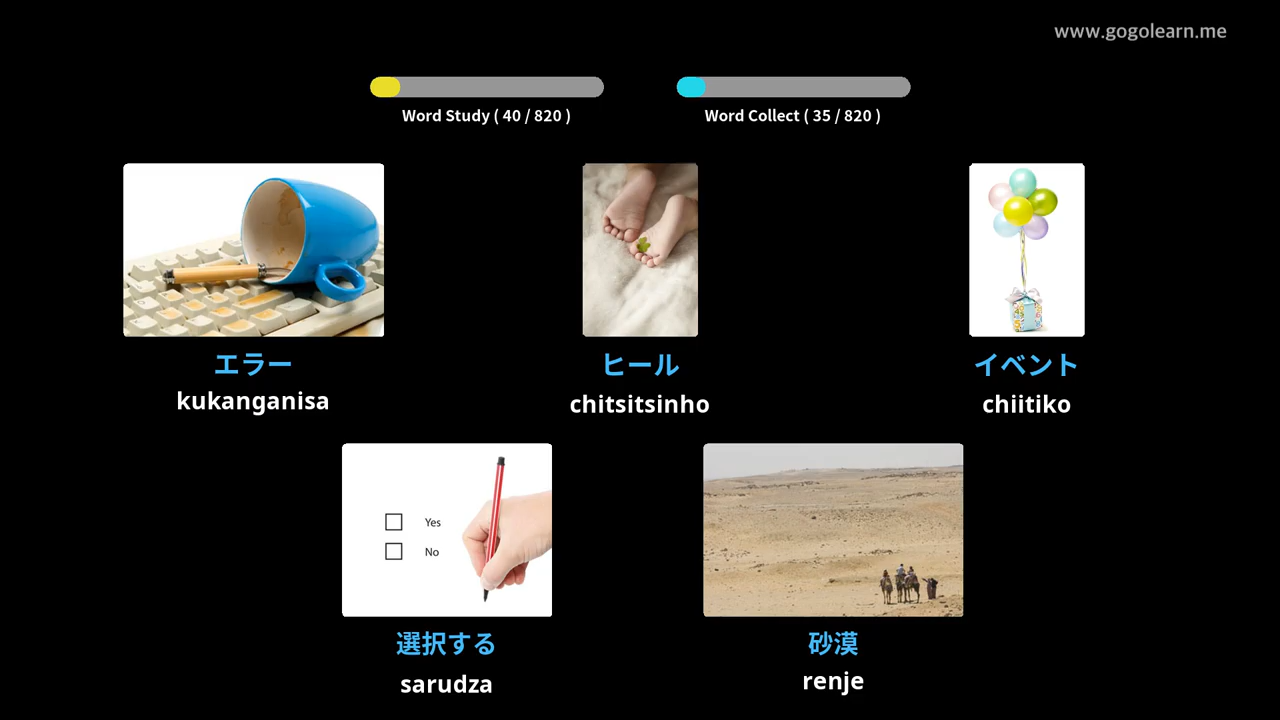 www.gogolearn.me
Word Study ( 40 / 820 )
Word Collect ( 35 / 820 )
エラー
kukanganisa
ヒール
chitsitsinho
イベント
chiitiko
Yes
No
選択する
sarudza
砂漠
renje